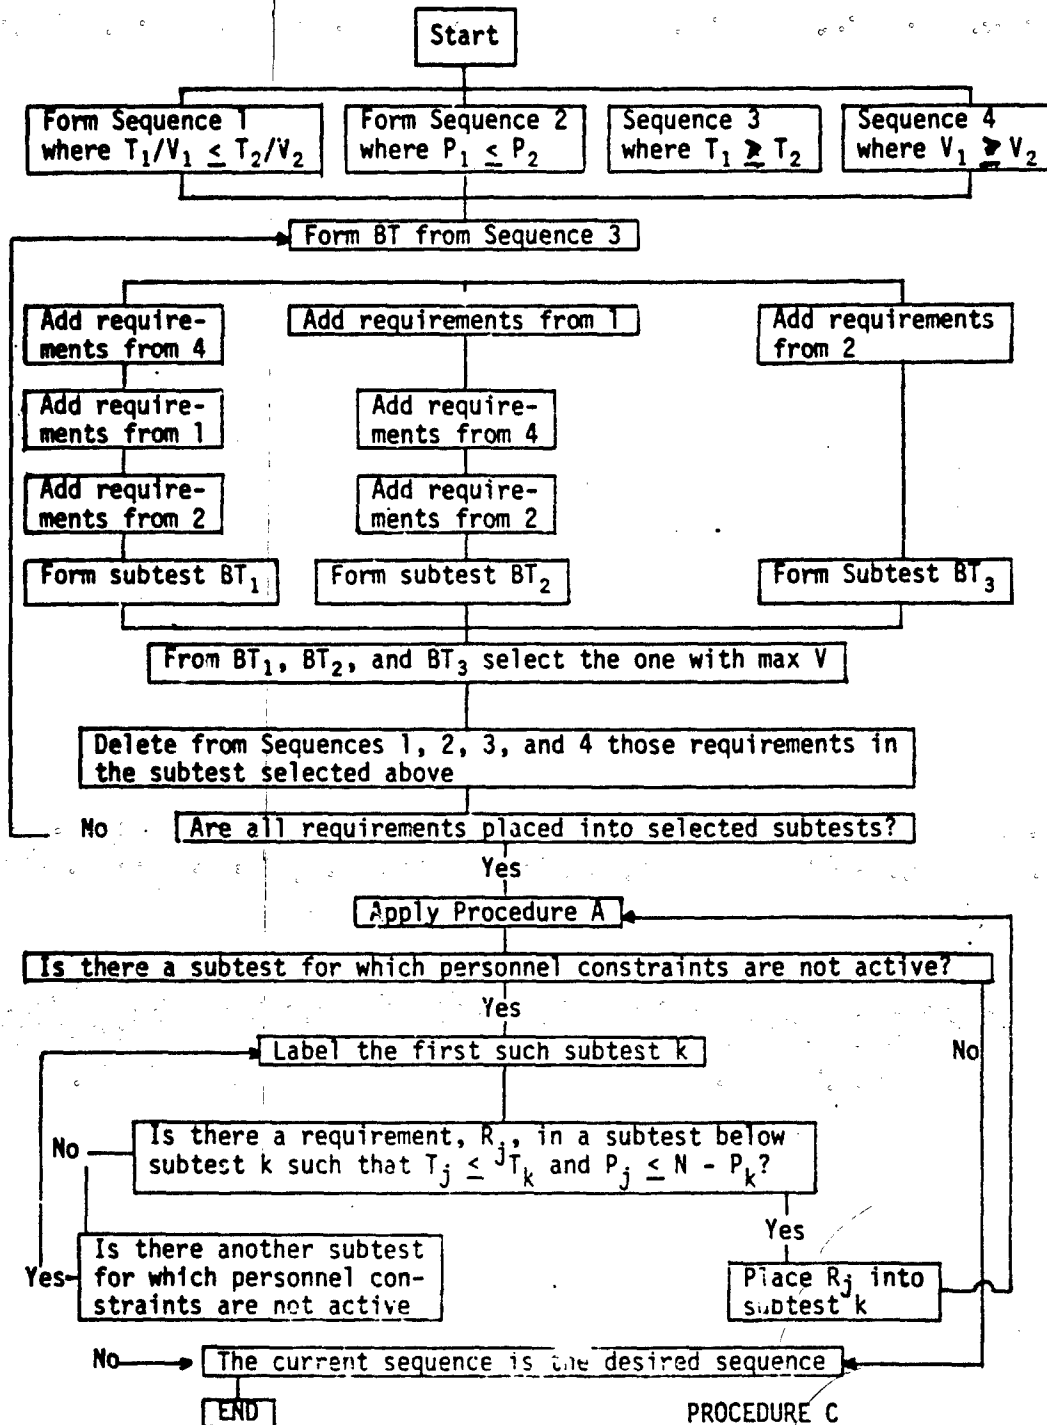 Start
Form Sequence 1
where T₁/V₁ ≤ T₂/V₂
Form Sequence 2
where P₁ ≤ P₂
Sequence 3
where T₁ ≥ T₂
Sequence 4
where V₁ ≥ V₂
Form BT from Sequence 3
Add require-
ments from 4
Add requirements from 1
Add requirements
from 2
Add require-
ments from 1
Add require-
ments from 4
Add require-
ments from 2
Add require-
ments from 2
Form subtest BT₁
Form subtest BT₂
Form Subtest BT₃
From BT₁, BT₂, and BT₃ select the one with max V
Delete from Sequences 1, 2, 3, and 4 those requirements in
the subtest selected above
No
Are all requirements placed into selected subtests?
Yes
Apply Procedure A
Is there a subtest for which personnel constraints are not active?
Yes
Label the first such subtest k
No
No
Is there a requirement, Rⱼ, in a subtest below
subtest k such that Tⱼ ≤ Tₖ and Pⱼ ≤ N - Pₖ?
Yes
Yes
Is there another subtest
for which personnel con-
straints are not active
Place Rⱼ into
subtest k
No
The current sequence is the desired sequence
END
PROCEDURE C